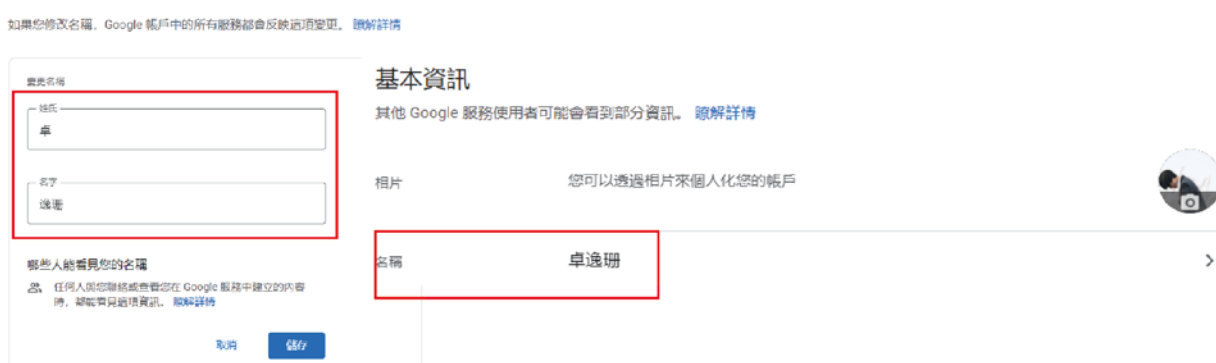 如果您修改名稱，Google 帳戶中的所有服務都會反映這項變更。 瞭解詳情
變更名稱
姓氏
卓
名字
逸珊
哪些人能看見您的名稱
任何人與您聯絡或查看您在 Google 服務中建立的內容
時，都能看見這項資訊。 瞭解詳情
取消
儲存
基本資訊
其他 Google 服務使用者可能會看到部分資訊。 瞭解詳情
相片
您可以透過相片來個人化您的帳戶
名稱
卓逸珊